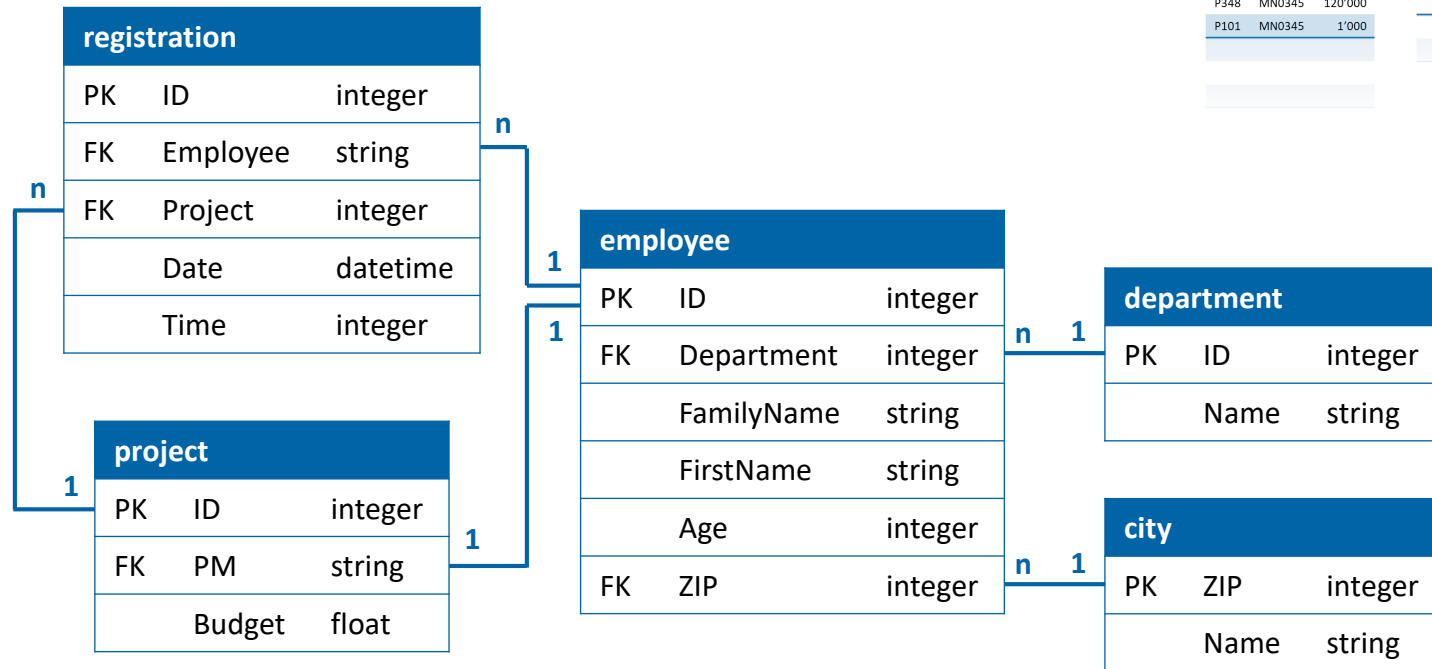 P348 MN0345 120'000
P101 MN0345 1'000
registration
PK ID integer
FK Employee string
FK Project integer
Date datetime
Time integer
n
n
1
1
project
PK ID integer
FK PM string
Budget float
1
1
employee
PK ID integer
FK Department integer
FamilyName string
FirstName string
Age integer
FK ZIP integer
n 1
n 1
department
PK ID integer
Name string
city
PK ZIP integer
Name string